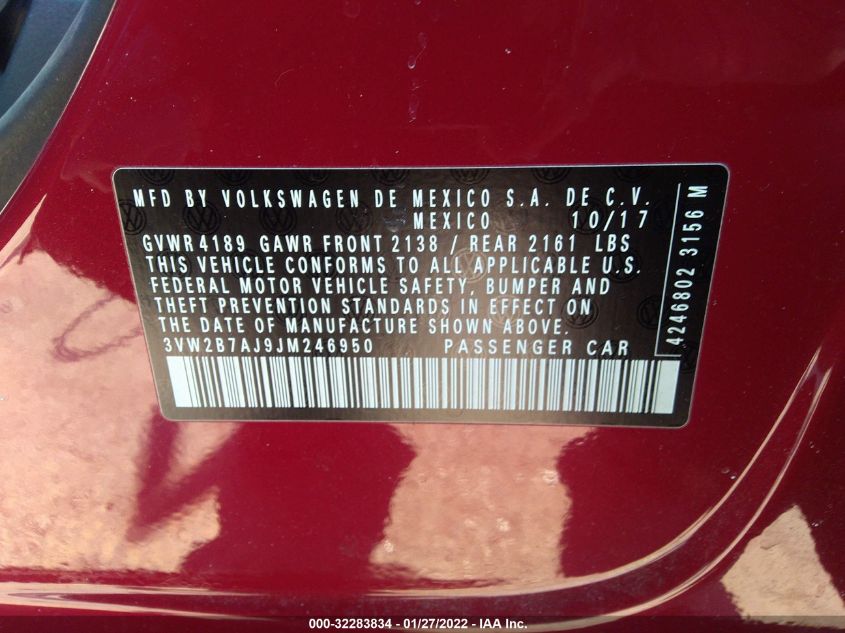 MFD BY VOLKSWAGEN DE MEXICO S.A. DE C.V.
MEXICO 10/17
GVWR 4189 GAWR FRONT 2138 / REAR 2161 LBS
THIS VEHICLE CONFORMS TO ALL APPLICABLE U.S.
FEDERAL MOTOR VEHICLE SAFETY, BUMPER AND
THEFT PREVENTION STANDARDS IN EFFECT ON
THE DATE OF MANUFACTURE SHOWN ABOVE.
3VW2B7AJ9JM246950 PASSENGER CAR
4246802 3156 M
000-32283834 - 01/27/2022 - IAA Inc.